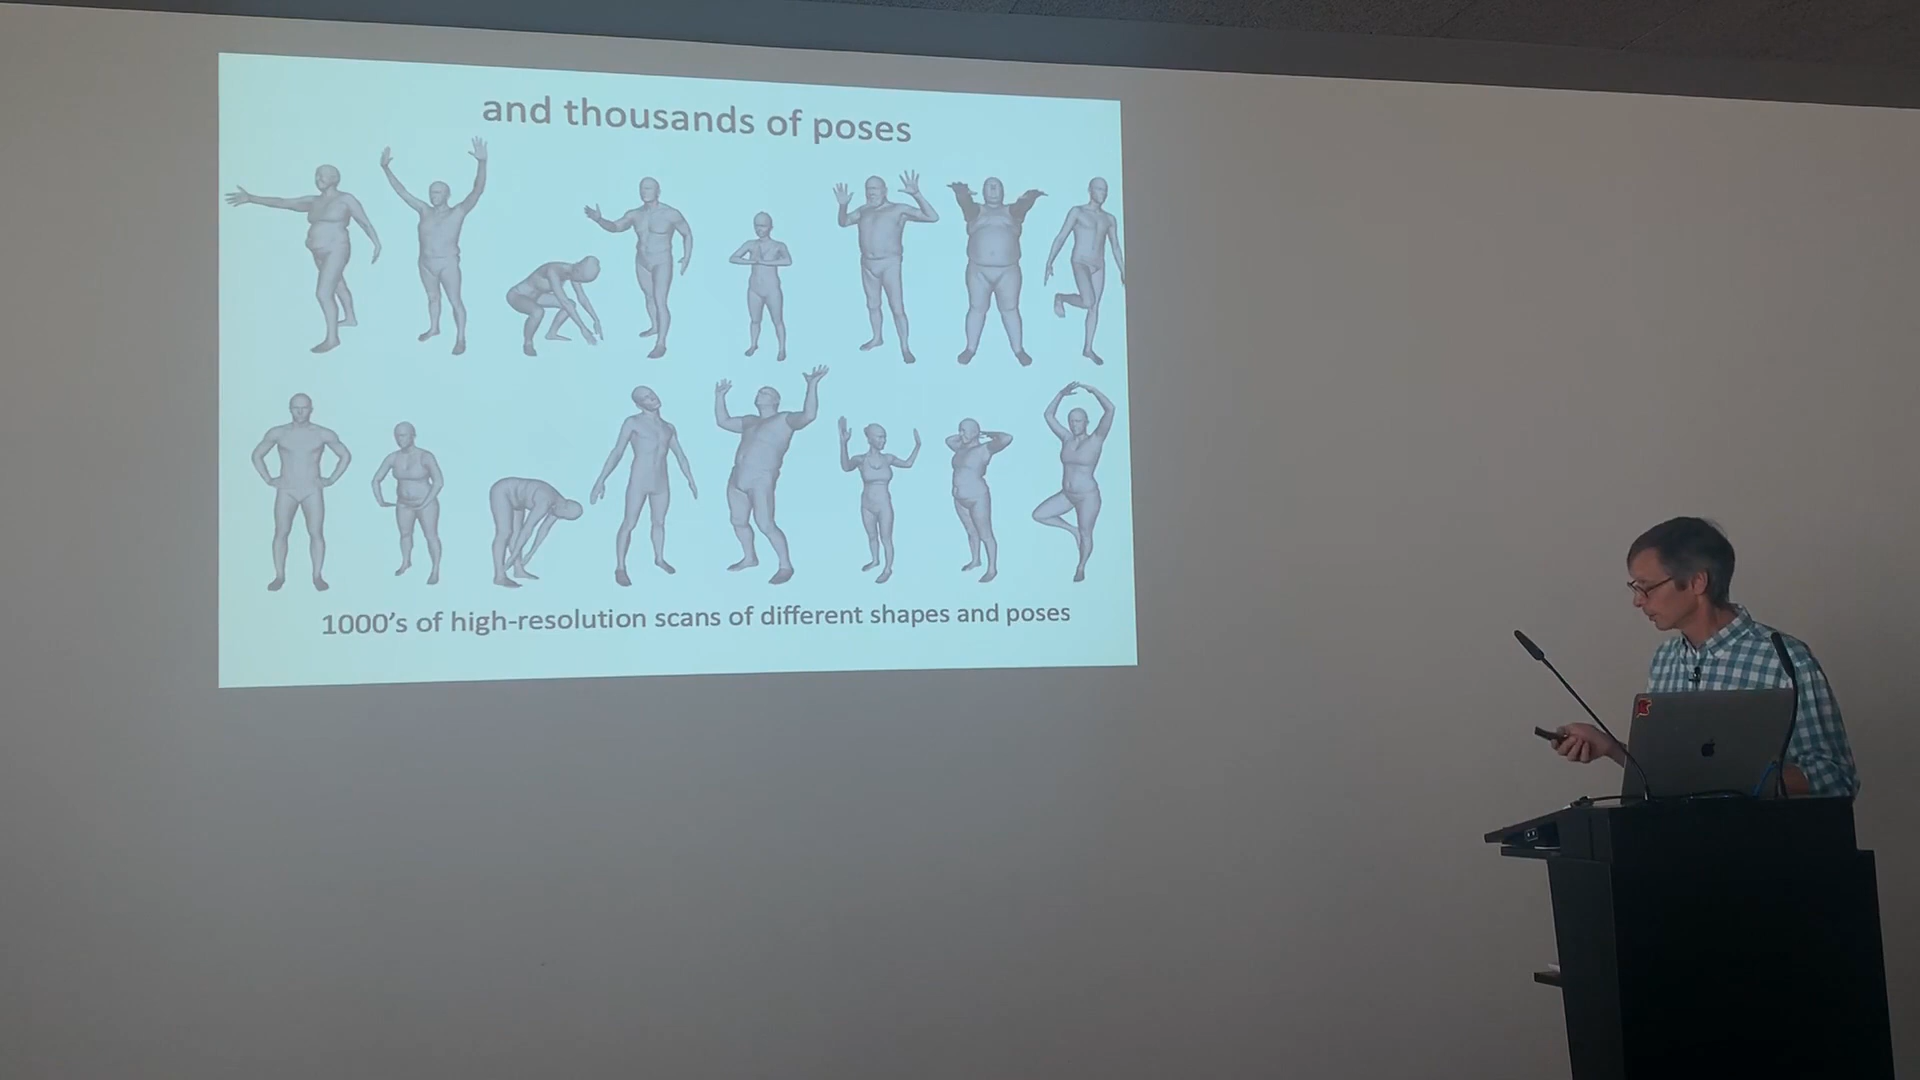 and thousands of poses
1000's of high-resolution scans of different shapes and poses